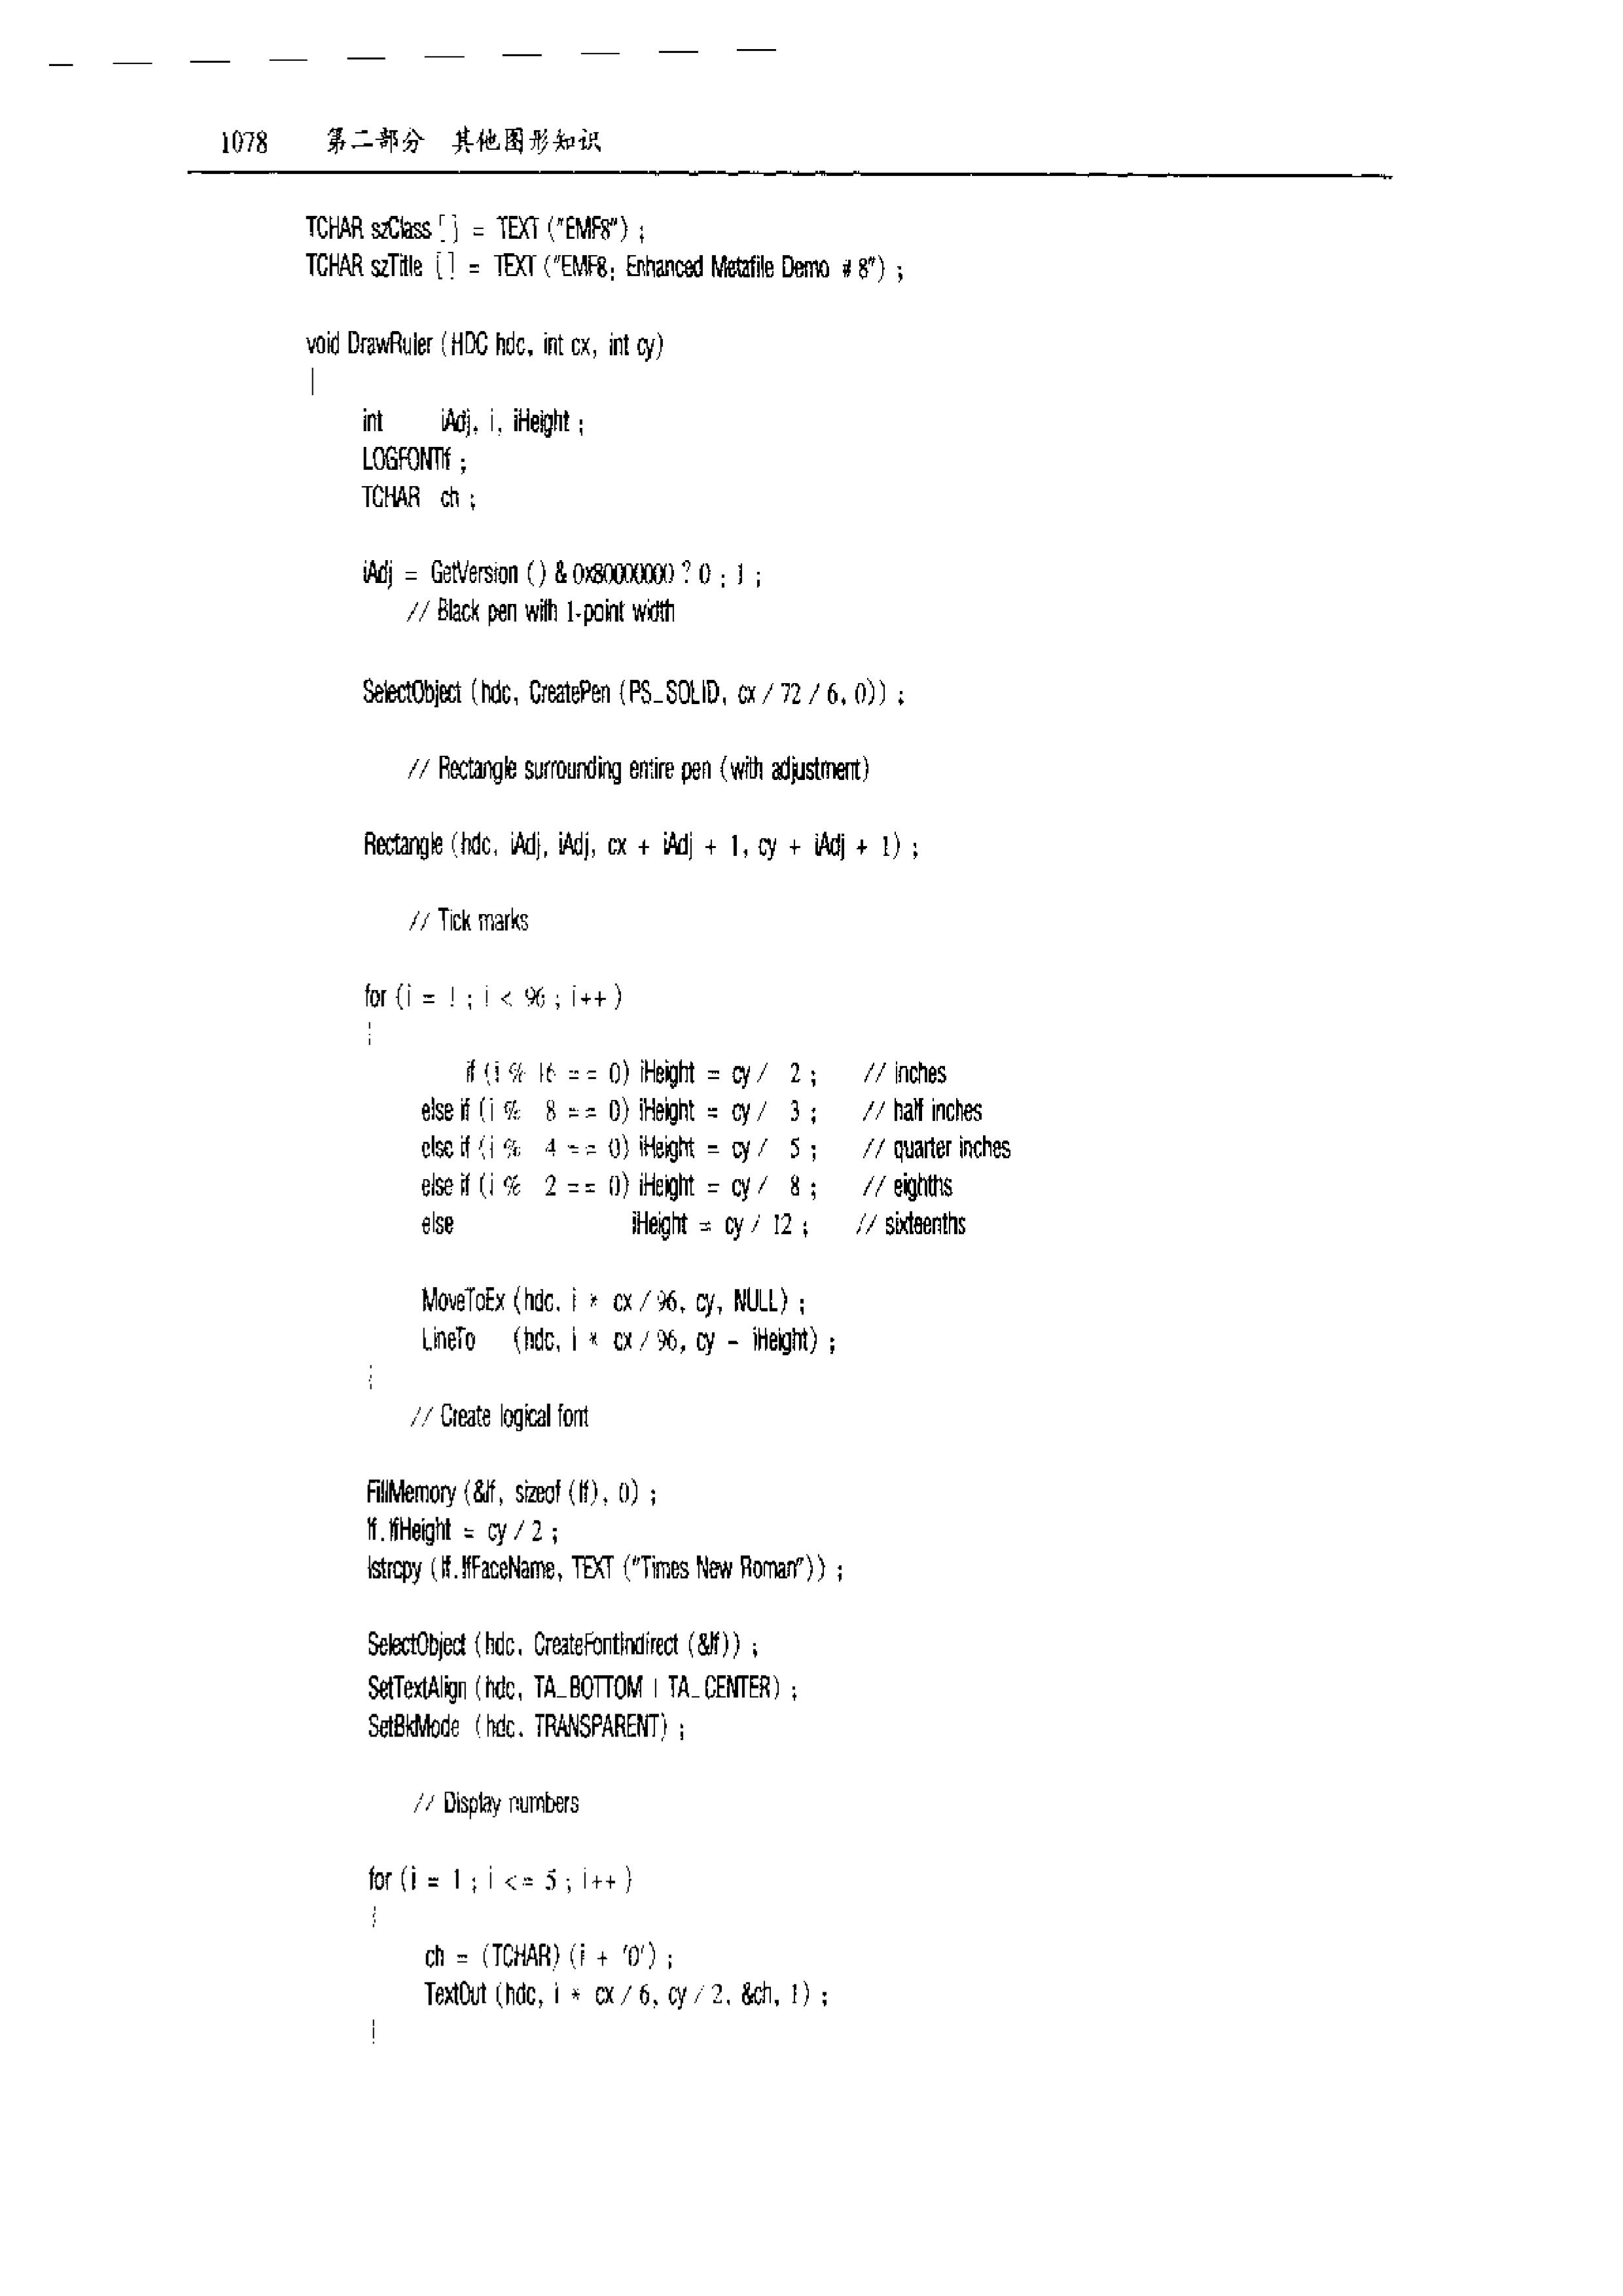 1078 第二部分 其他图形知识
TCHAR szClass [] = TEXT ("EMF8") ;
TCHAR szTitle [] = TEXT ("EMF8: Enhanced Metafile Demo # 8") ;
void DrawRuler (HDC hdc, int cx, int cy)
{
int iAdj, i, iHeight ;
LOGFONT lf ;
TCHAR ch ;
iAdj = GetVersion () & 0x80000000 ? 0 : 1 ;
// Black pen with 1-point width
SelectObject (hdc, CreatePen (PS_SOLID, cx / 72 / 6, 0)) ;
// Rectangle surrounding entire pen (with adjustment)
Rectangle (hdc, iAdj, iAdj, cx + iAdj + 1, cy + iAdj + 1) ;
// Tick marks
for (i = 1 ; i < 96 ; i++ )
{
if (i % 16 == 0) iHeight = cy / 2 ; // inches
else if (i % 8 == 0) iHeight = cy / 3 ; // half inches
else if (i % 4 == 0) iHeight = cy / 5 ; // quarter inches
else if (i % 2 == 0) iHeight = cy / 8 ; // eighths
else iHeight = cy / 12 ; // sixteenths
MoveToEx (hdc, i * cx / 96, cy, NULL) ;
LineTo (hdc, i * cx / 96, cy - iHeight) ;
}
// Create logical font
FillMemory (&lf, sizeof (lf), 0) ;
lf.lfHeight = cy / 2 ;
lstrcpy (lf.lfFaceName, TEXT ("Times New Roman")) ;
SelectObject (hdc, CreateFontIndirect (&lf)) ;
SetTextAlign (hdc, TA_BOTTOM | TA_CENTER) ;
SetBkMode (hdc, TRANSPARENT) ;
// Display numbers
for (i = 1 ; i <= 5 ; i++ )
{
ch = (TCHAR) (i + '0') ;
TextOut (hdc, i * cx / 6, cy / 2, &ch, 1) ;
}